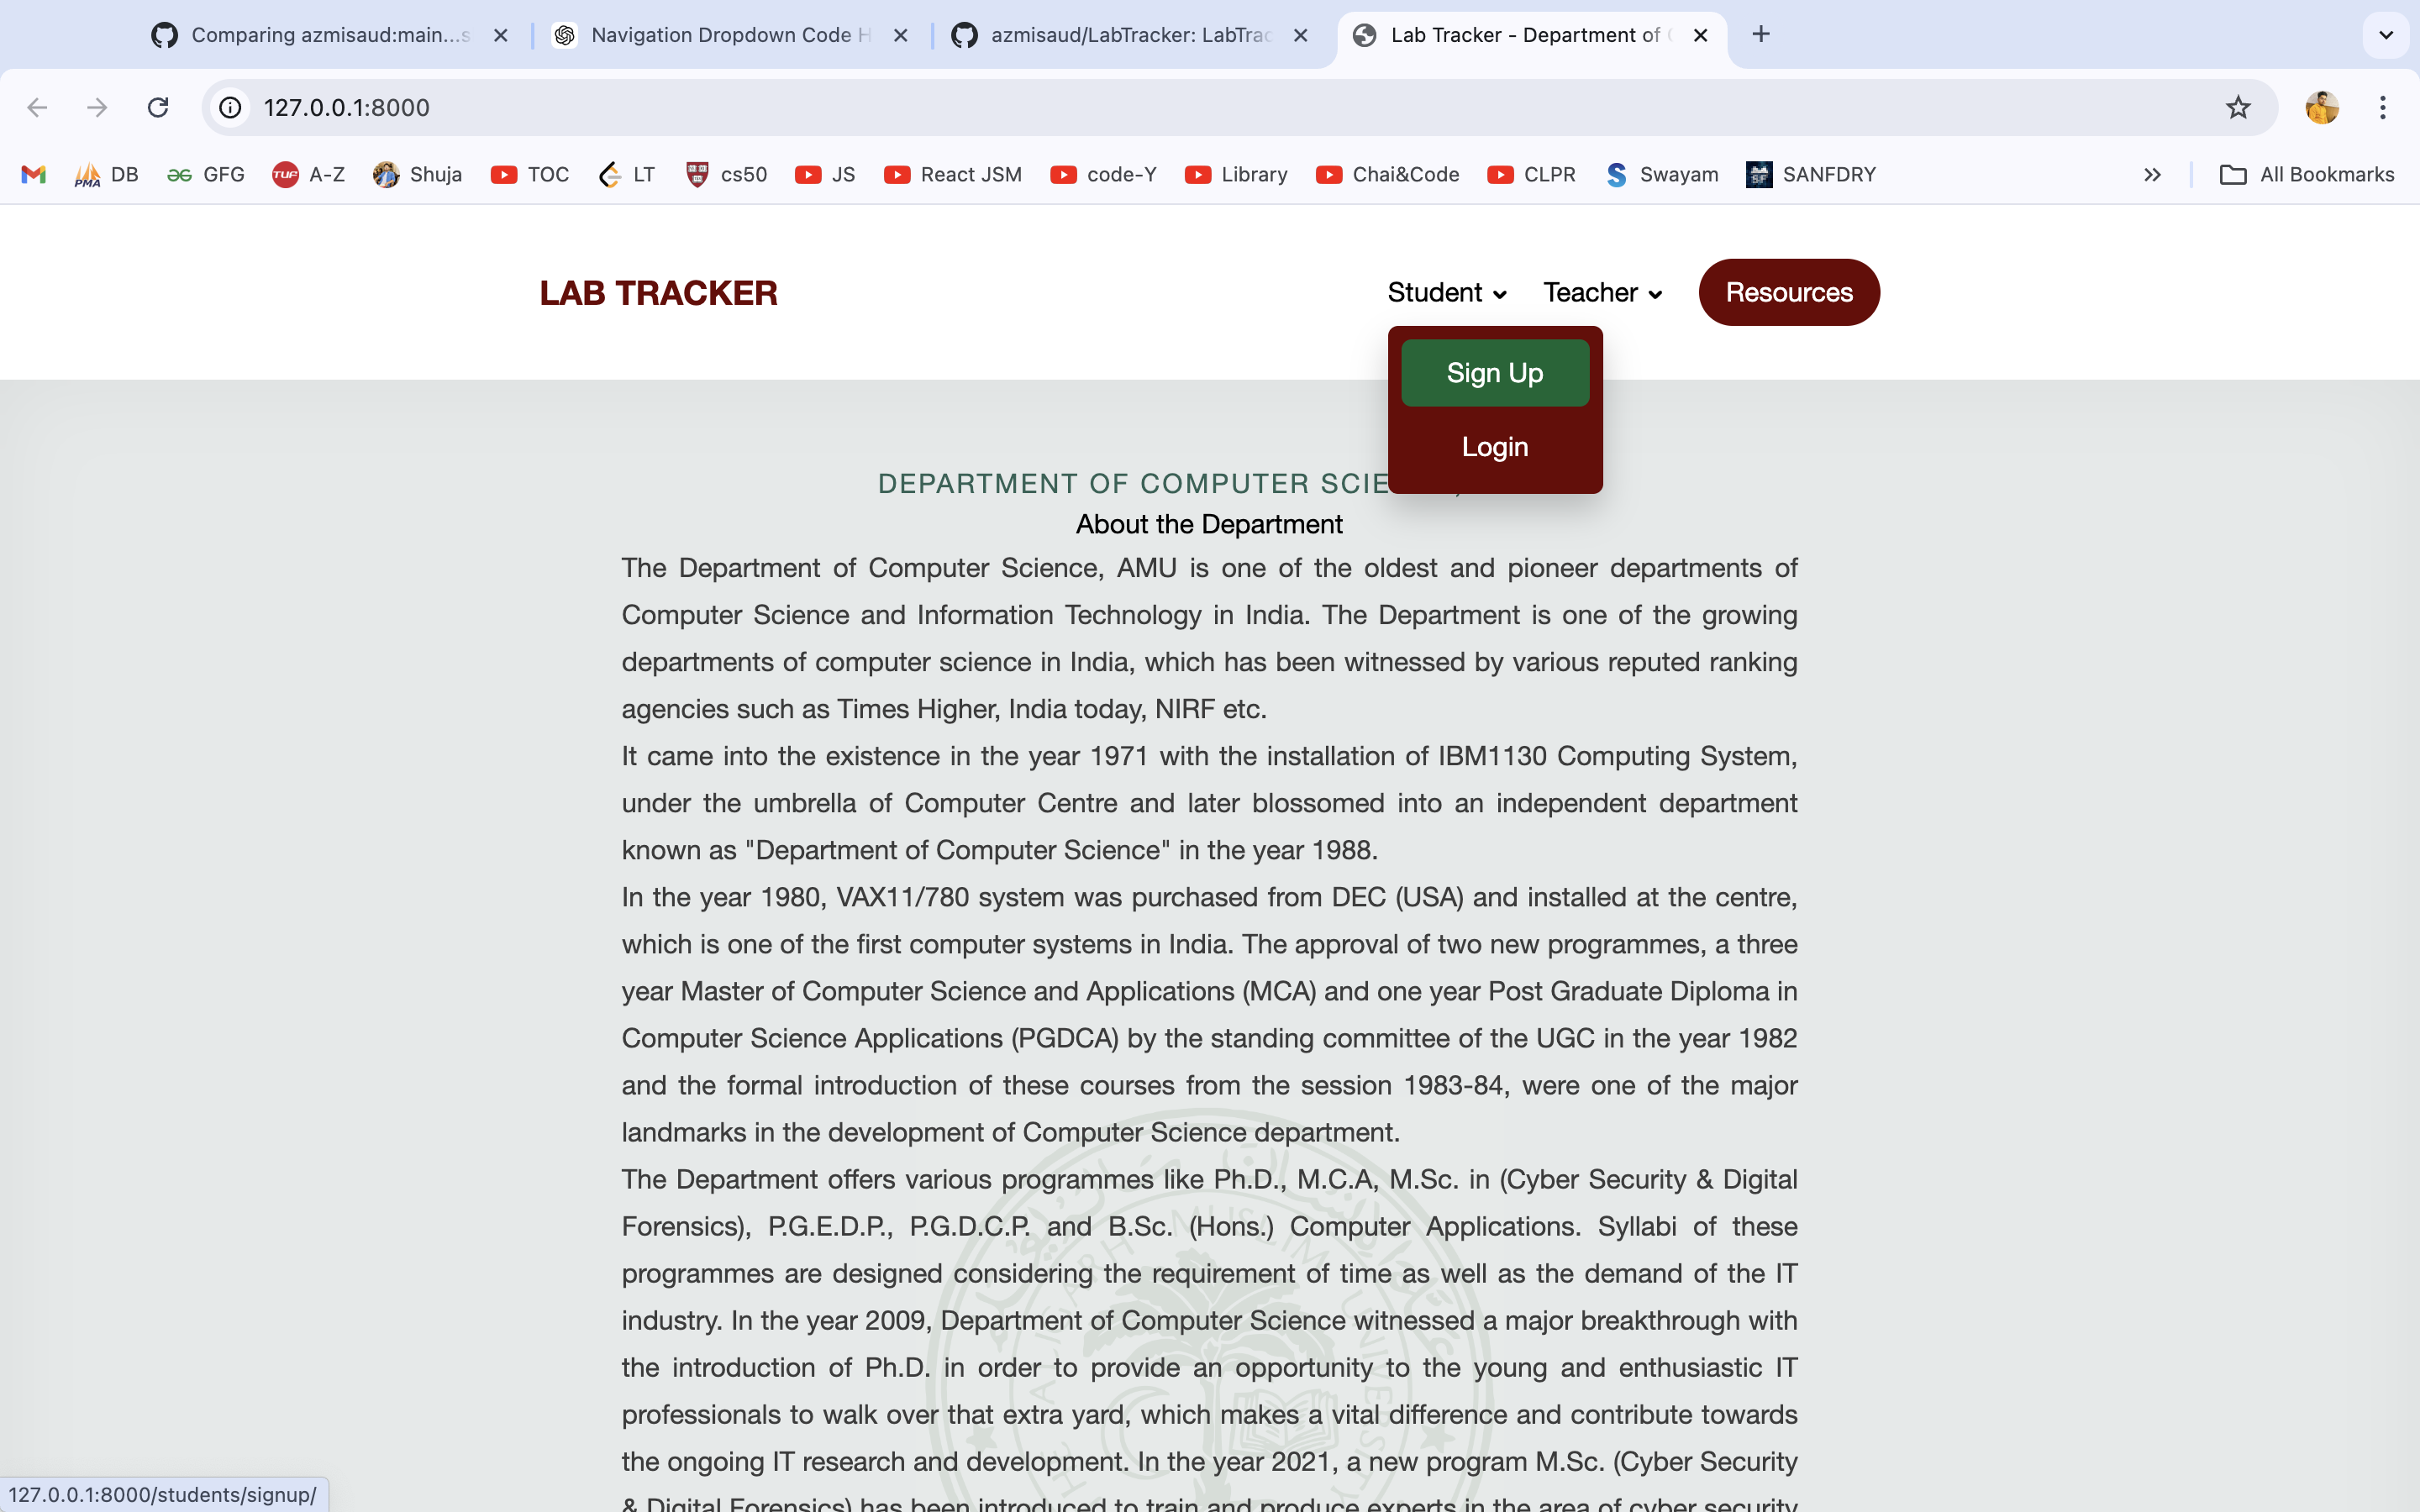 Comparing azmisaud:main...s
Navigation Dropdown Code H
azmisaud/LabTracker: LabTrac
Lab Tracker - Department of
127.0.0.1:8000
DB GFG A-Z Shuja TOC LT cs50 JS React JSM code-Y Library Chai&Code CLPR Swayam SANFDRY All Bookmarks
PMA
TUF
SF
LAB TRACKER
Student Teacher Resources
Sign Up
Login
DEPARTMENT OF COMPUTER SCIE
About the Department
The Department of Computer Science, AMU is one of the oldest and pioneer departments of
Computer Science and Information Technology in India. The Department is one of the growing
departments of computer science in India, which has been witnessed by various reputed ranking
agencies such as Times Higher, India today, NIRF etc.
It came into the existence in the year 1971 with the installation of IBM1130 Computing System,
under the umbrella of Computer Centre and later blossomed into an independent department
known as "Department of Computer Science" in the year 1988.
In the year 1980, VAX11/780 system was purchased from DEC (USA) and installed at the centre,
which is one of the first computer systems in India. The approval of two new programmes, a three
year Master of Computer Science and Applications (MCA) and one year Post Graduate Diploma in
Computer Science Applications (PGDCA) by the standing committee of the UGC in the year 1982
and the formal introduction of these courses from the session 1983-84, were one of the major
landmarks in the development of Computer Science department.
The Department offers various programmes like Ph.D., M.C.A, M.Sc. in (Cyber Security & Digital
Forensics), P.G.E.D.P., P.G.D.C.P. and B.Sc. (Hons.) Computer Applications. Syllabi of these
programmes are designed considering the requirement of time as well as the demand of the IT
industry. In the year 2009, Department of Computer Science witnessed a major breakthrough with
the introduction of Ph.D. in order to provide an opportunity to the young and enthusiastic IT
professionals to walk over that extra yard, which makes a vital difference and contribute towards
the ongoing IT research and development. In the year 2021, a new program M.Sc. (Cyber Security
& Digital Forensics) has been introduced to train and produce experts in the area of cyber security
THE ALIGARH MUSLIM UNIVERSITY
127.0.0.1:8000/students/signup/